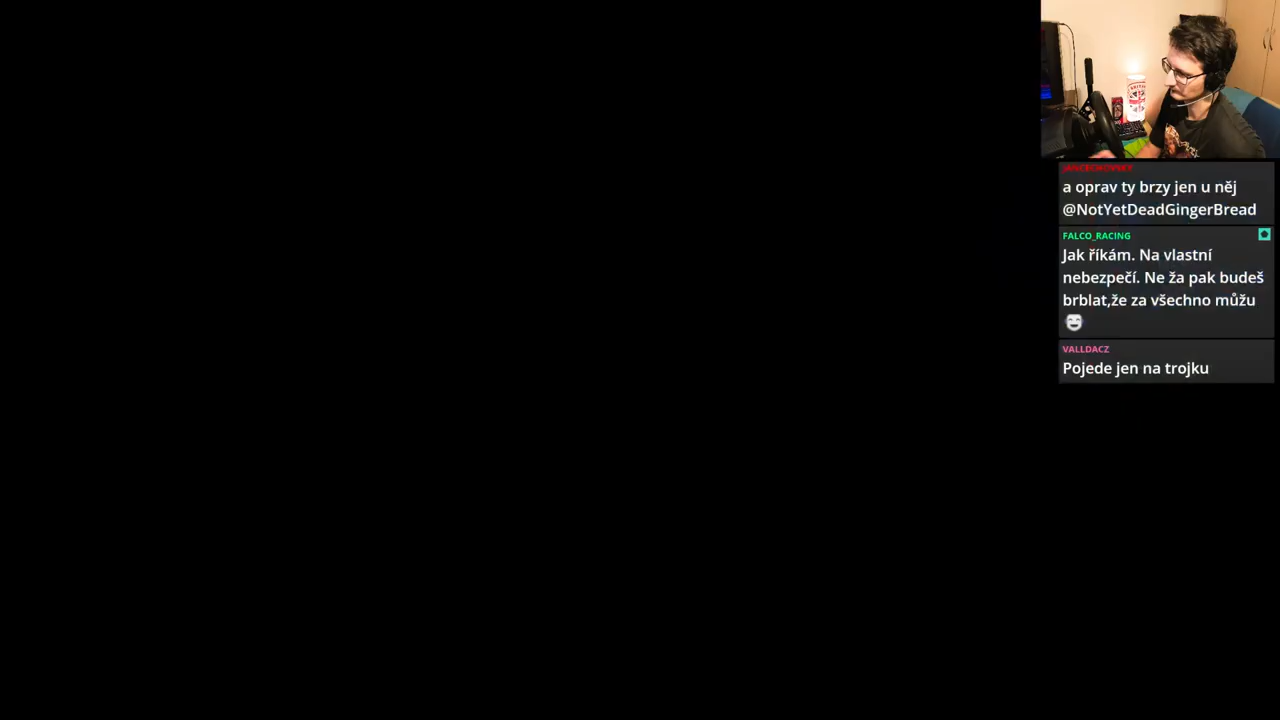 a oprav ty brzy jen u něj
@NotYetDeadGingerBread
FALCO_RACING
Jak říkám. Na vlastní
nebezpečí. Ne ža pak budeš
brblat,že za všechno můžu
VALLDACZ
Pojede jen na trojku